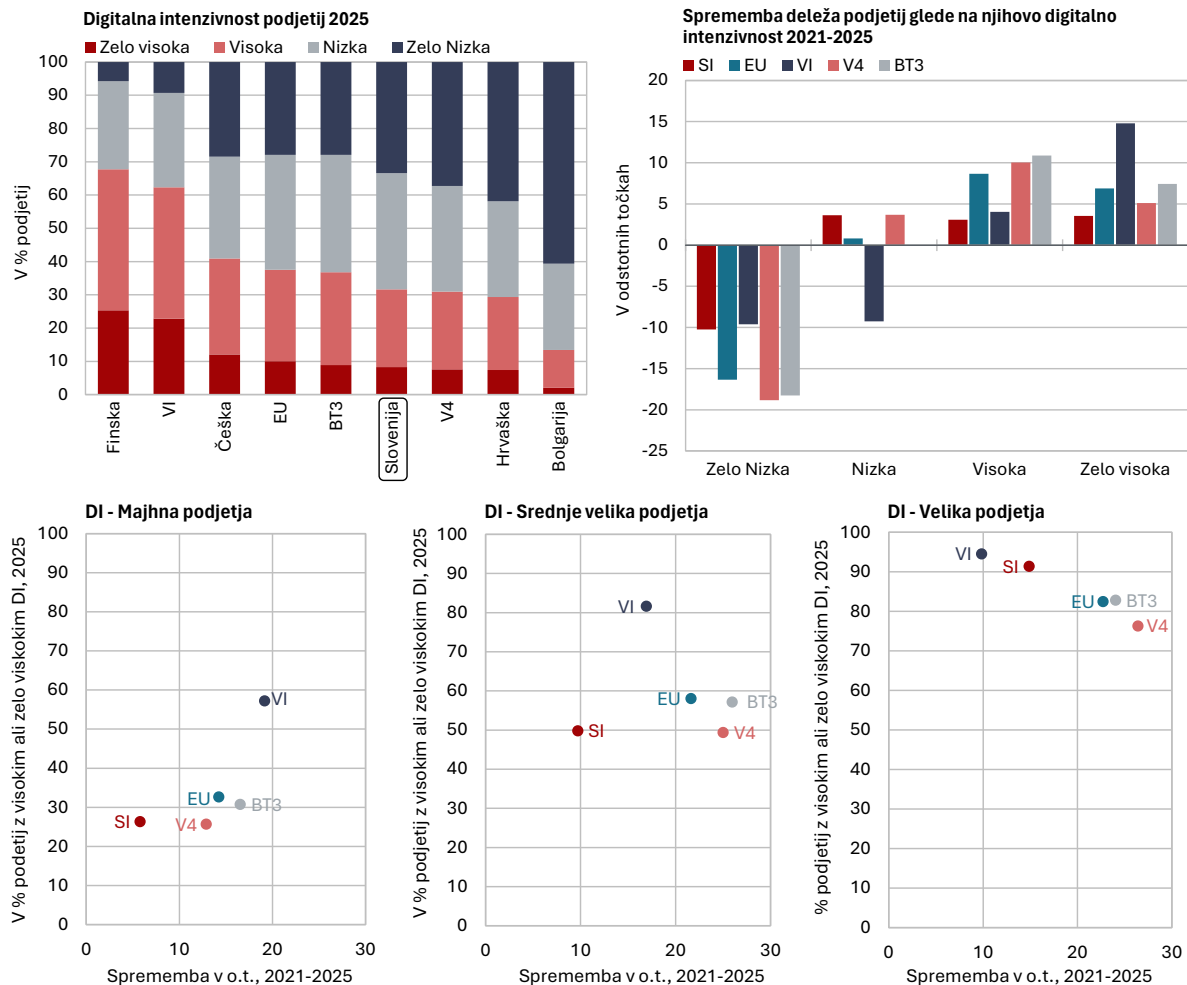 Digitalna intenzivnost podjetij 2025
Zelo visoka Visoka Nizka Zelo Nizka
V % podjetij
100
90
80
70
60
50
40
30
20
10
0
Finska
VI
Češka
EU
BT3
Slovenija
V4
Hrvaška
Bolgarija
Sprememba deleža podjetij glede na njihovo digitalno
intenzivnost 2021-2025
SI EU VI V4 BT3
V odstotnih točkah
20
15
10
5
0
-5
-10
-15
-20
-25
Zelo Nizka Nizka Visoka Zelo visoka
DI - Majhna podjetja
V % podetij z visokim ali zelo viskokim DI, 2025
100
90
80
70
60
50
40
30
20
10
0
VI
EU
BT3
SI
V4
0 10 20 30
Sprememba v o.t., 2021-2025
DI - Srednje velika podjetja
V % podjetij z visokim ali zelo viskokim DI, 2025
100
90
80
70
60
50
40
30
20
10
0
VI
EU
BT3
SI
V4
0 10 20 30
Sprememba v o.t., 2021-2025
DI - Velika podjetja
% podjetij z visokim ali zelo viskokim DI, 2025
100
90
80
70
60
50
40
30
20
10
0
VI
SI
EU
BT3
V4
0 10 20 30
Sprememba v o.t., 2021-2025